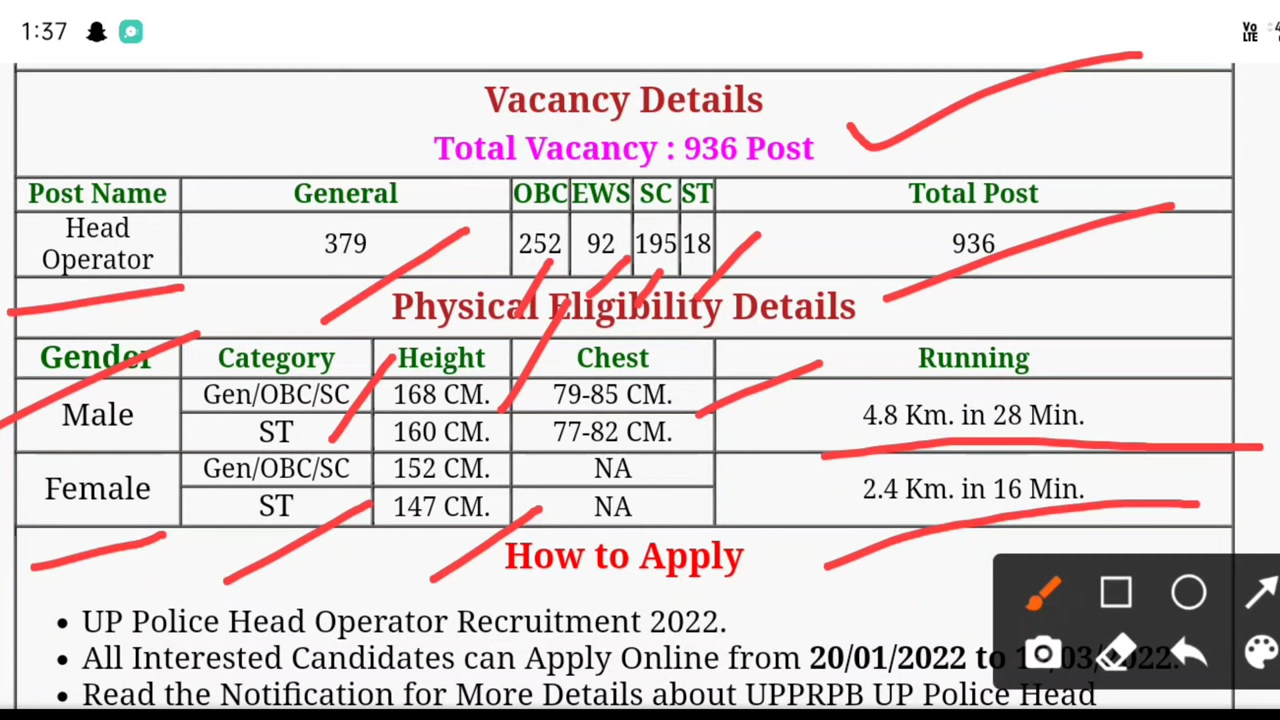 1:37
Vo
LTE
Vacancy Details
Total Vacancy : 936 Post
Post Name General OBC EWS SC ST Total Post
Head Operator 379 252 92 195 18 936
Physical Eligibility Details
Gender Category Height Chest Running
Male Gen/OBC/SC 168 CM. 79-85 CM. 4.8 Km. in 28 Min.
ST 160 CM. 77-82 CM.
Female Gen/OBC/SC 152 CM. NA 2.4 Km. in 16 Min.
ST 147 CM. NA
How to Apply
• UP Police Head Operator Recruitment 2022.
• All Interested Candidates can Apply Online from 20/01/2022 to
• Read the Notification for More Details about UPPRPB UP Police Head